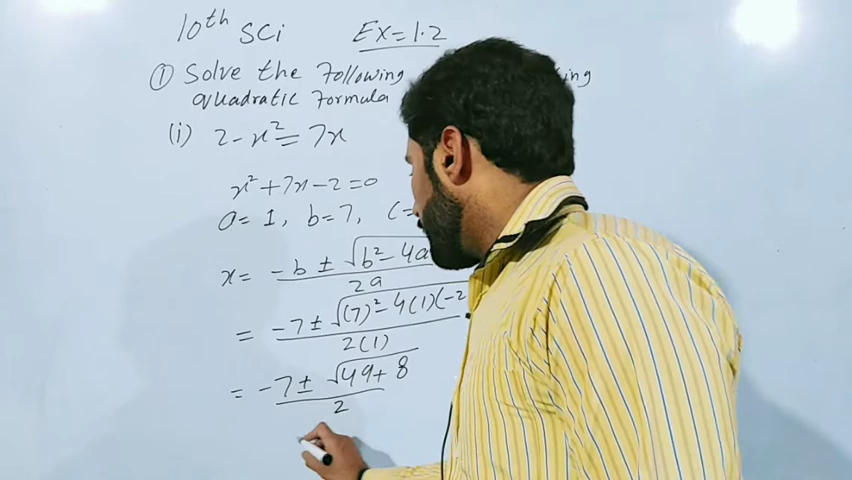 10th SCi Ex=1.2
① Solve the Following
quadratic Formula
(i) 2-x²=7x
x²+7x-2=0
a=1, b=7, c=
x= -b ± √b²-4a / 2a
= -7 ± √(7)²-4(1)(-2 / 2(1)
= -7 ± √49+8 / 2